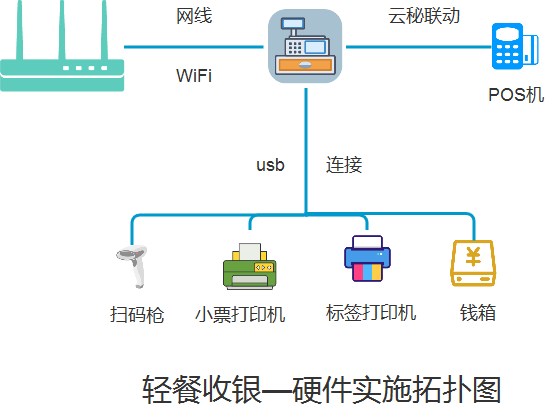 网线
云秘联动
WiFi
POS机
usb
连接
扫码枪
小票打印机
标签打印机
钱箱
¥
轻餐收银—硬件实施拓扑图